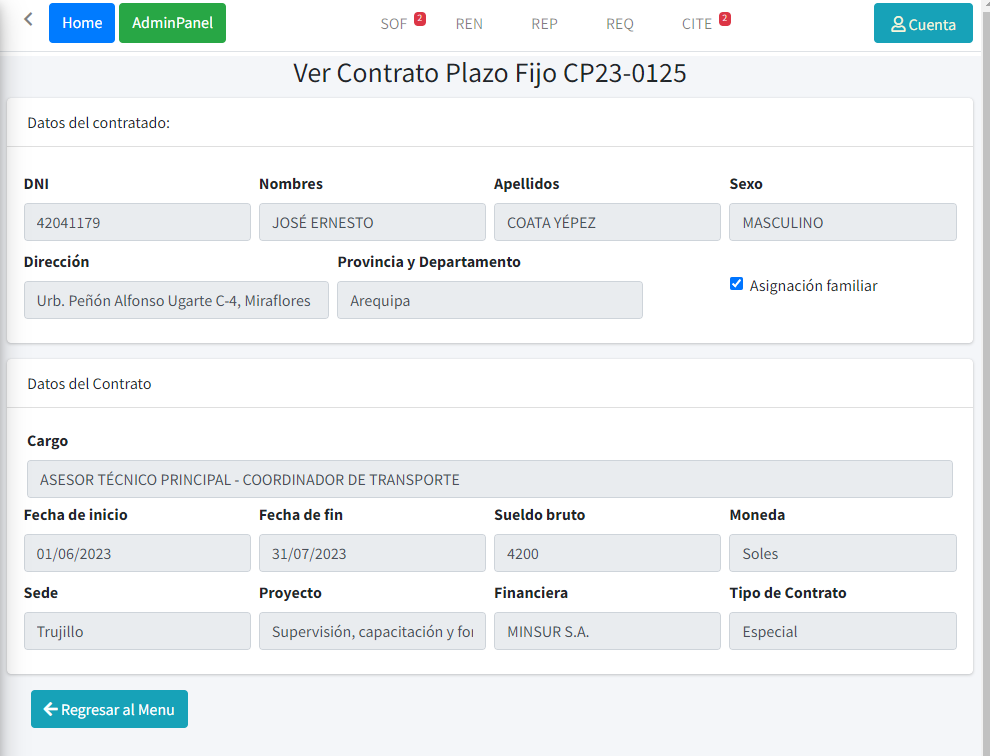 Home AdminPanel SOF 2 REN REP REQ CITE 2 Cuenta
Ver Contrato Plazo Fijo CP23-0125
Datos del contratado:
DNI Nombres Apellidos Sexo
42041179 JOSÉ ERNESTO COATA YÉPEZ MASCULINO
Dirección Provincia y Departamento
Urb. Peñón Alfonso Ugarte C-4, Miraflores Arequipa Asignación familiar
Datos del Contrato
Cargo
ASESOR TÉCNICO PRINCIPAL - COORDINADOR DE TRANSPORTE
Fecha de inicio Fecha de fin Sueldo bruto Moneda
01/06/2023 31/07/2023 4200 Soles
Sede Proyecto Financiera Tipo de Contrato
Trujillo Supervisión, capacitación y MINSUR S.A. Especial
Regresar al Menu